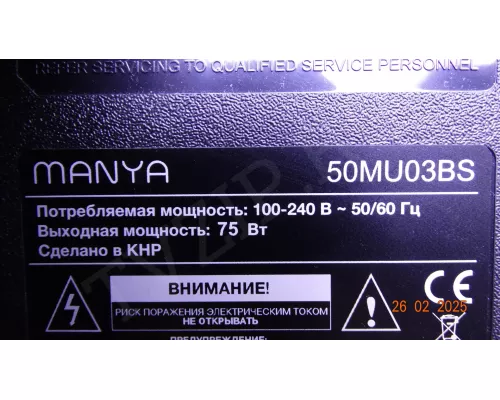 REFER SERVICING TO QUALIFIED SERVICE PERSONNEL
MANYA 50MU03BS
Потребляемая мощность: 100-240 В ~ 50/60 Гц
Выходная мощность: 75 Вт
Сделано в КНР
ВНИМАНИЕ!
РИСК ПОРАЖЕНИЯ ЭЛЕКТРИЧЕСКИМ ТОКОМ
НЕ ОТКРЫВАТЬ
CE
26 02 2025